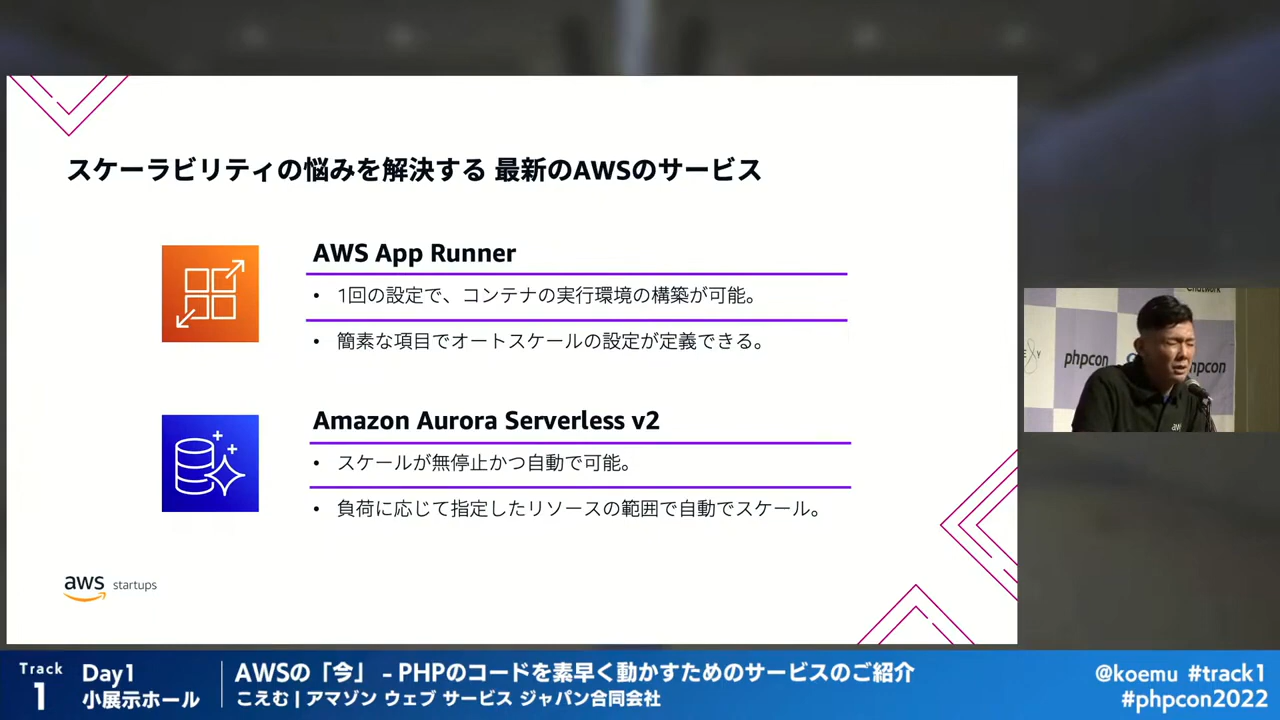 スケーラビリティの悩みを解決する 最新のAWSのサービス
AWS App Runner
• 1回の設定で、コンテナの実行環境の構築が可能。
• 簡素な項目でオートスケールの設定が定義できる。
Amazon Aurora Serverless v2
• スケールが無停止かつ自動で可能。
• 負荷に応じて指定したリソースの範囲で自動でスケール。
aws startups
phpcon
phpcon
aws
Track 1
Day1
小展示ホール
AWSの「今」 – PHPのコードを素早く動かすためのサービスのご紹介
こえむ | アマゾン ウェブ サービス ジャパン合同会社
@koemu #track1
#phpcon2022